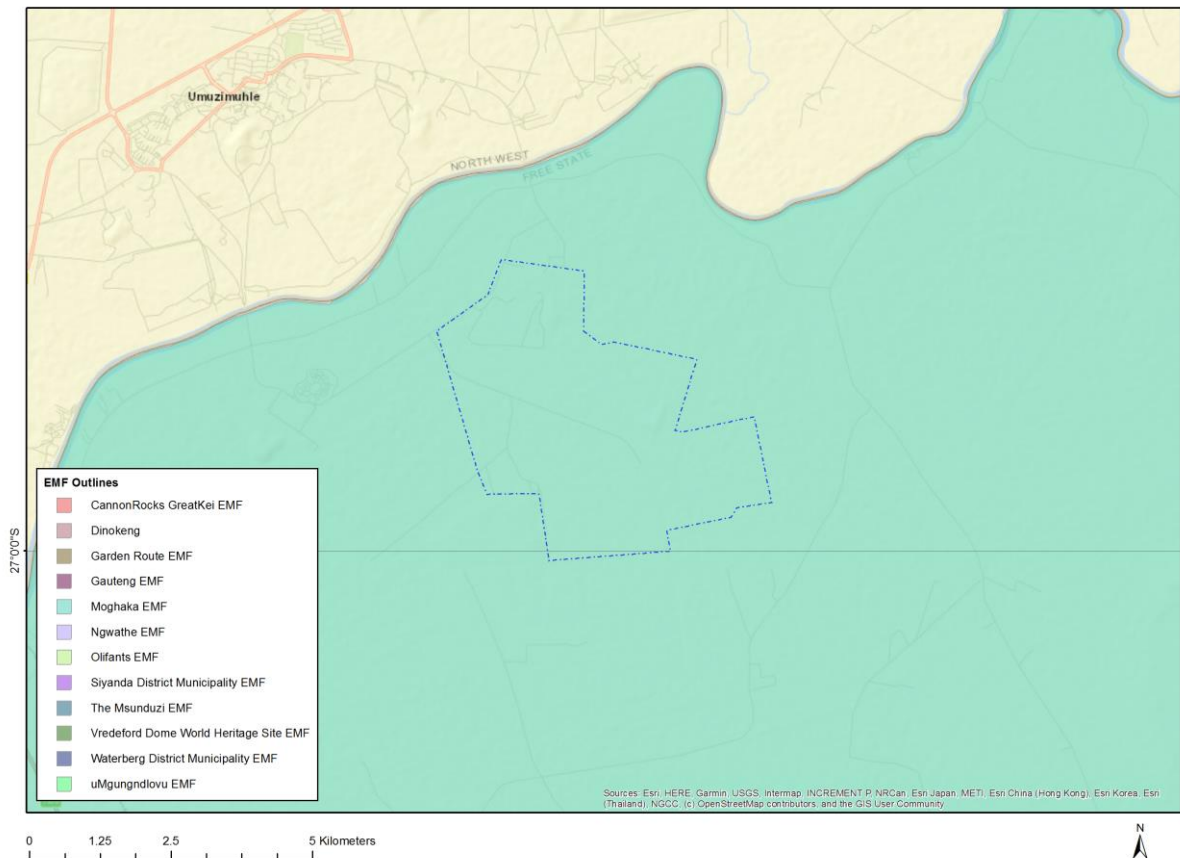 Umuzimuhle
NORTH WEST
FREE STATE
27°0'0"S
EMF Outlines
CannonRocks GreatKei EMF
Dinokeng
Garden Route EMF
Gauteng EMF
Moghaka EMF
Ngwathe EMF
Olifants EMF
Siyanda District Municipality EMF
The Msunduzi EMF
Vredeford Dome World Heritage Site EMF
Waterberg District Municipality EMF
uMgungndlovu EMF
Sources: Esri, HERE, Garmin, USGS, Intermap, INCREMENT P, NRCan, Esri Japan, METI, Esri China (Hong Kong), Esri Korea, Esri
(Thailand), NGCC, (c) OpenStreetMap contributors, and the GIS User Community
0 1.25 2.5 5 Kilometers
N